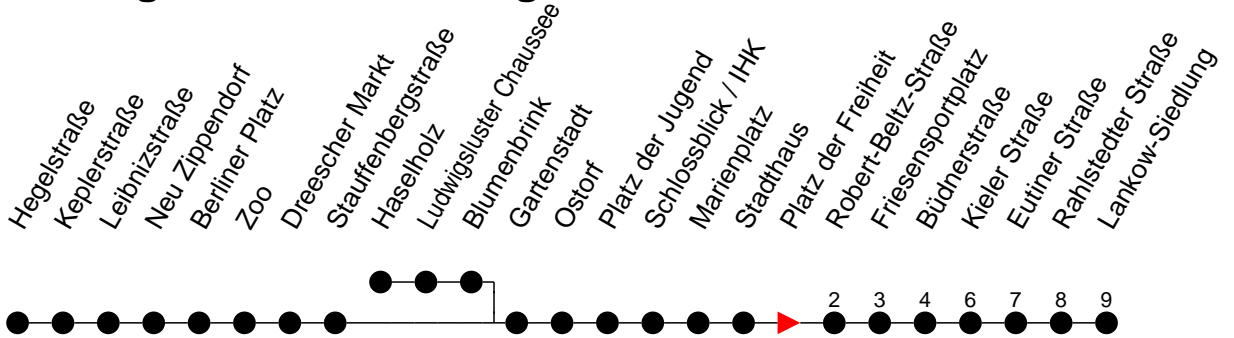 Hegelstraße
Keplerstraße
Leibnizstraße
Neu Zippendorf
Berliner Platz
Zoo
Dreescher Markt
Stauffenbergstraße
Haselholz
Ludwigsluster Chaussee
Blumenbrink
Gartenstadt
Ostorf
Platz der Jugend
Schlossblick / IHK
Marienplatz
Stadthaus
Platz der Freiheit
Robert-Beltz-Straße
Friesensportplatz
Büdnerstraße
Kieler Straße
Eutiner Straße
Rahlstedter Straße
Lankow-Siedlung
2 3 4 6 7 8 9